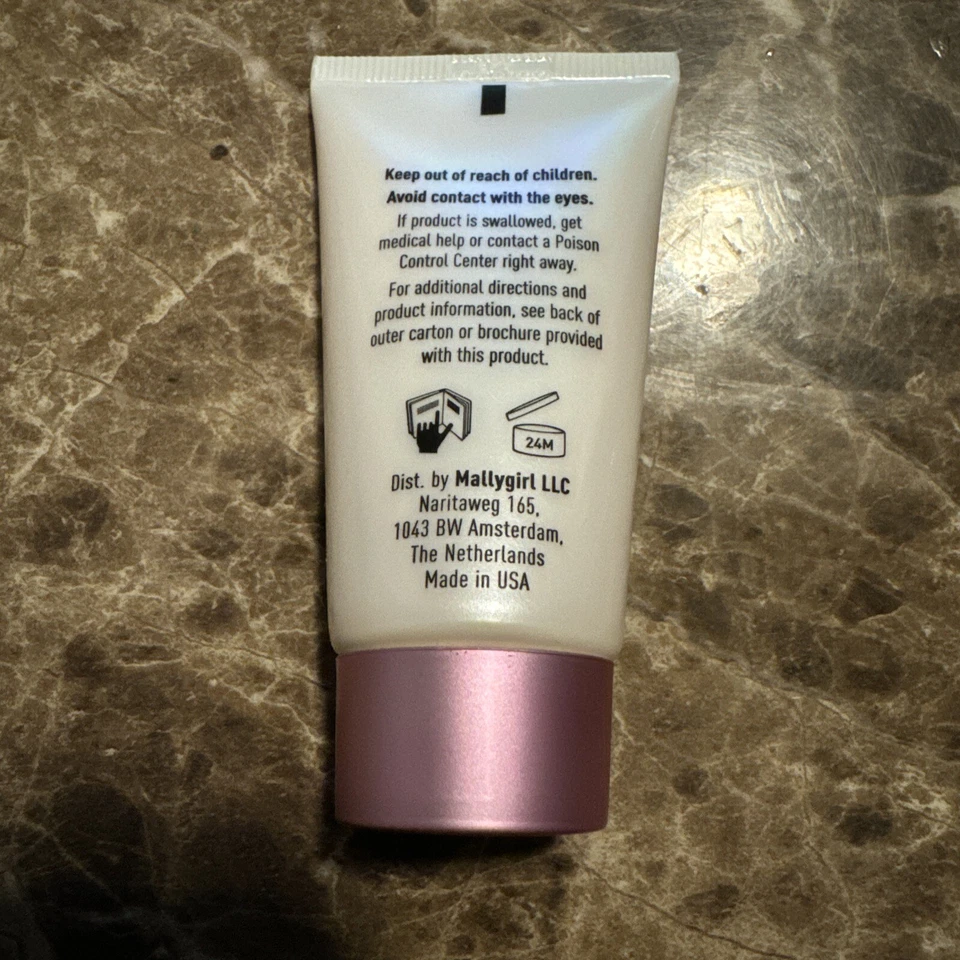 Keep out of reach of children.
Avoid contact with the eyes.
If product is swallowed, get
medical help or contact a Poison
Control Center right away.
For additional directions and
product information, see back of
outer carton or brochure provided
with this product.
24M
Dist. by Mallygirl LLC
Naritaweg 165,
1043 BW Amsterdam,
The Netherlands
Made in USA